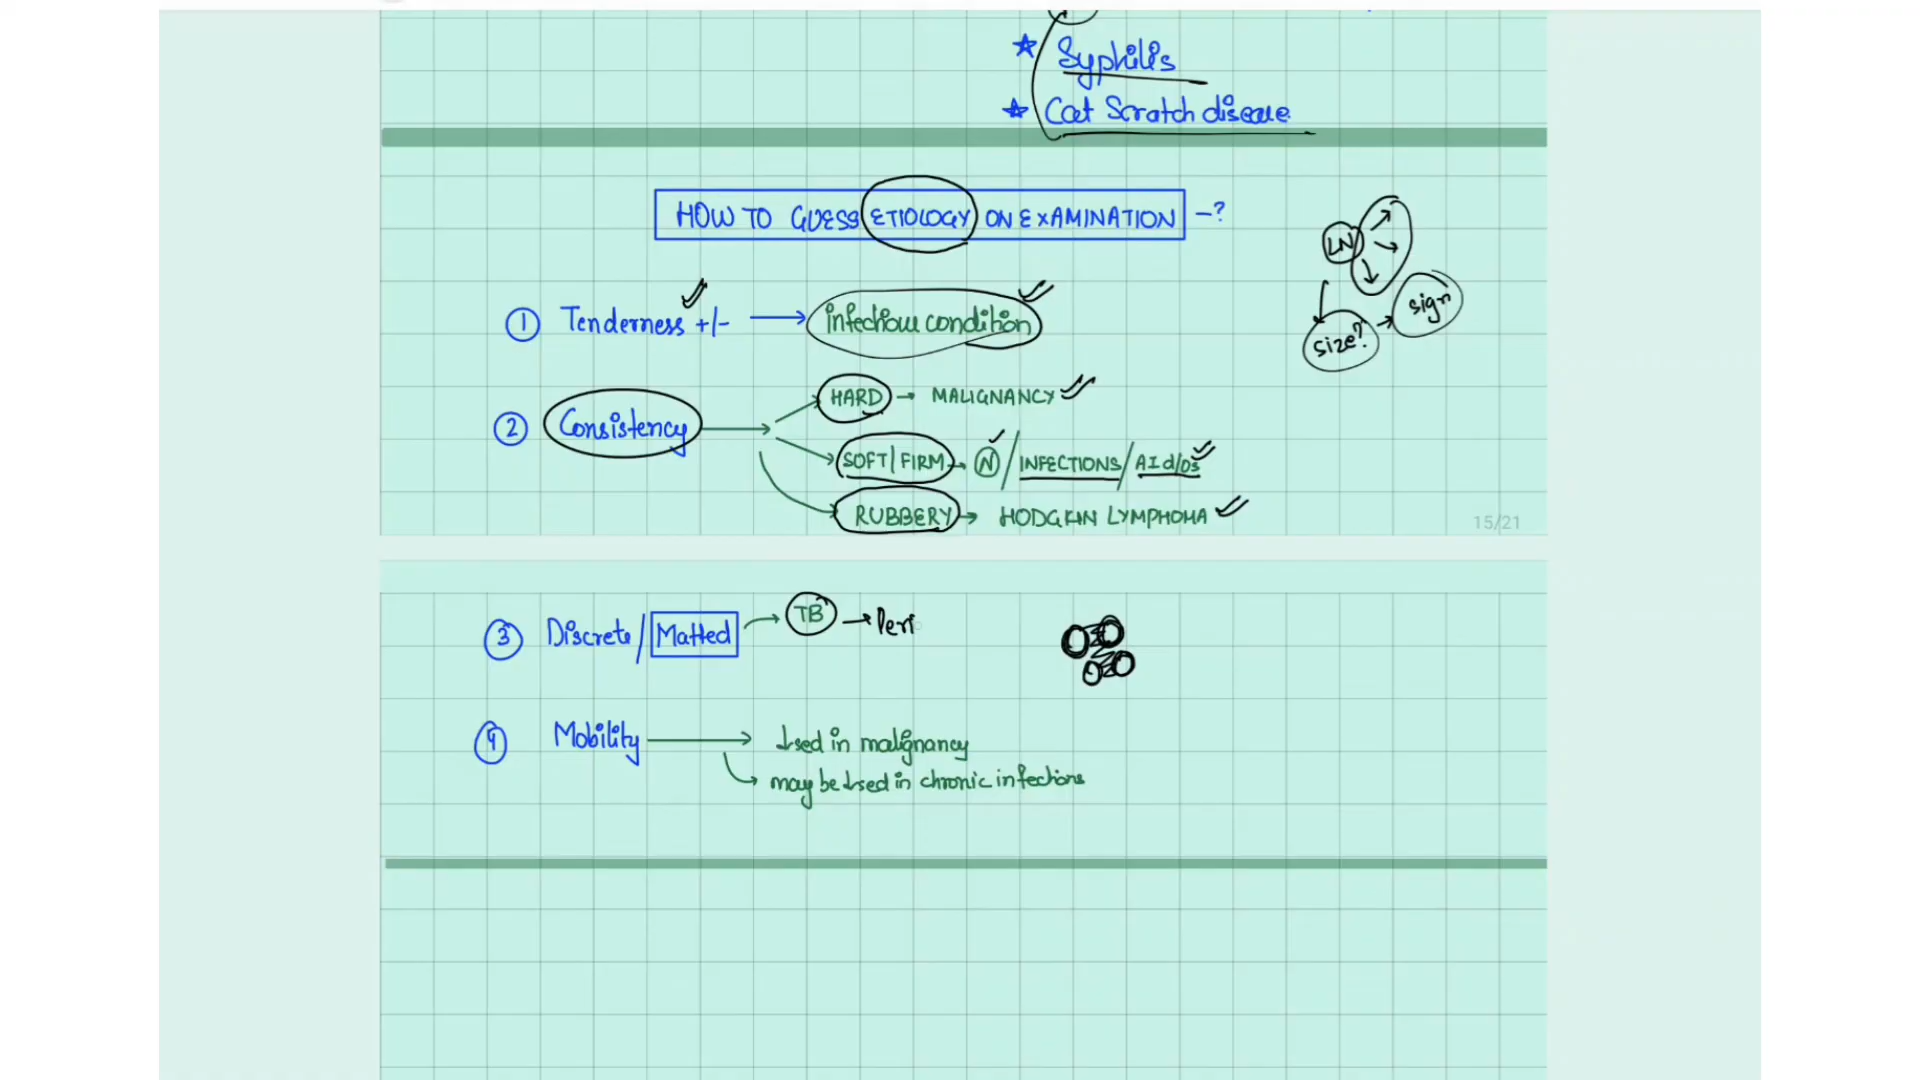 ★ Syphilis
★ Cat Scratch disease
HOW TO GUESS ETIOLOGY ON EXAMINATION -?
LN
sign
size?
① Tenderness +/- → infectious condition
② Consistency →
HARD → MALIGNANCY
SOFT/FIRM → N / INFECTIONS / AI d/os
RUBBERY → HODGKIN LYMPHOMA
15/21
③ Discrete / Matted → TB → Peri
④ Mobility → ↓sed in malignancy
→ may be ↓sed in chronic infections